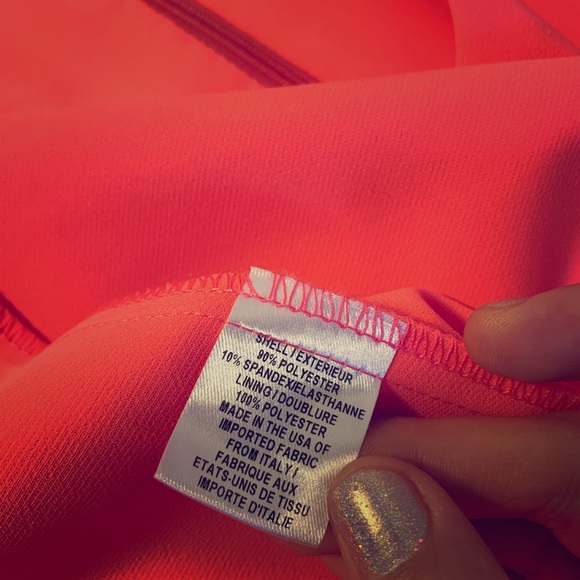 SHELL / EXTERIEUR
90% POLYESTER
10% SPANDEX/ELASTHANNE
LINING / DOUBLURE
100% POLYESTER
MADE IN THE USA OF
IMPORTED FABRIC
FROM ITALY /
FABRIQUE AUX
ETATS-UNIS DE TISSU
IMPORTE D'ITALIE